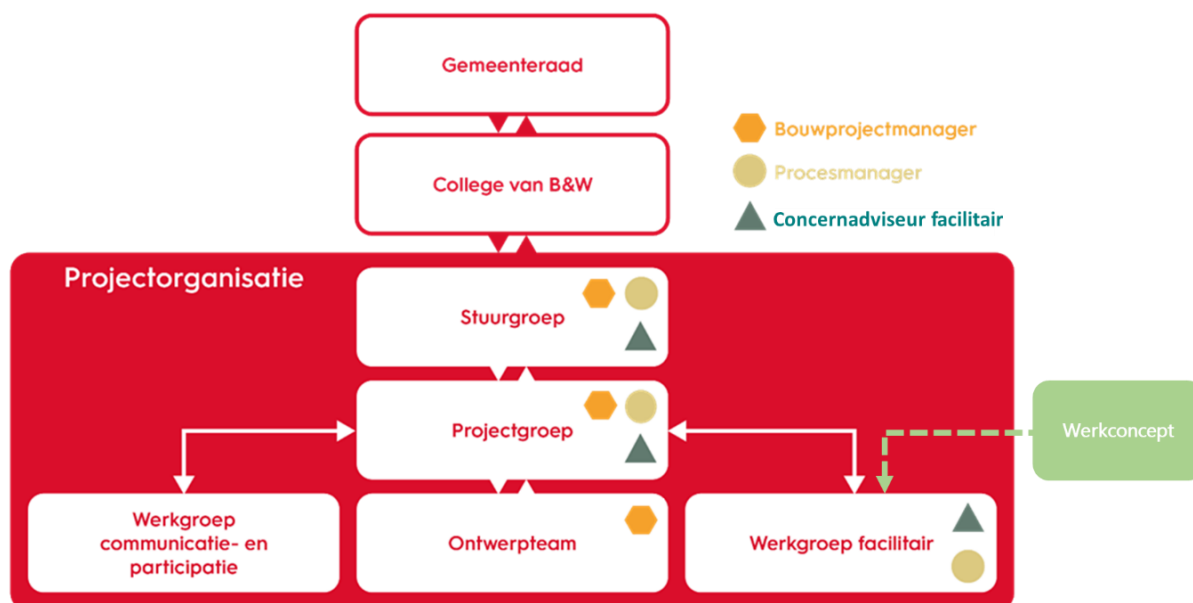 Gemeenteraad
Bouwprojectmanager
Procesmanager
College van B&W
Concernadviseur facilitair
Projectorganisatie
Stuurgroep
Projectgroep
Werkconcept
Werkgroep
communicatie- en
participatie
Ontwerpteam
Werkgroep facilitair